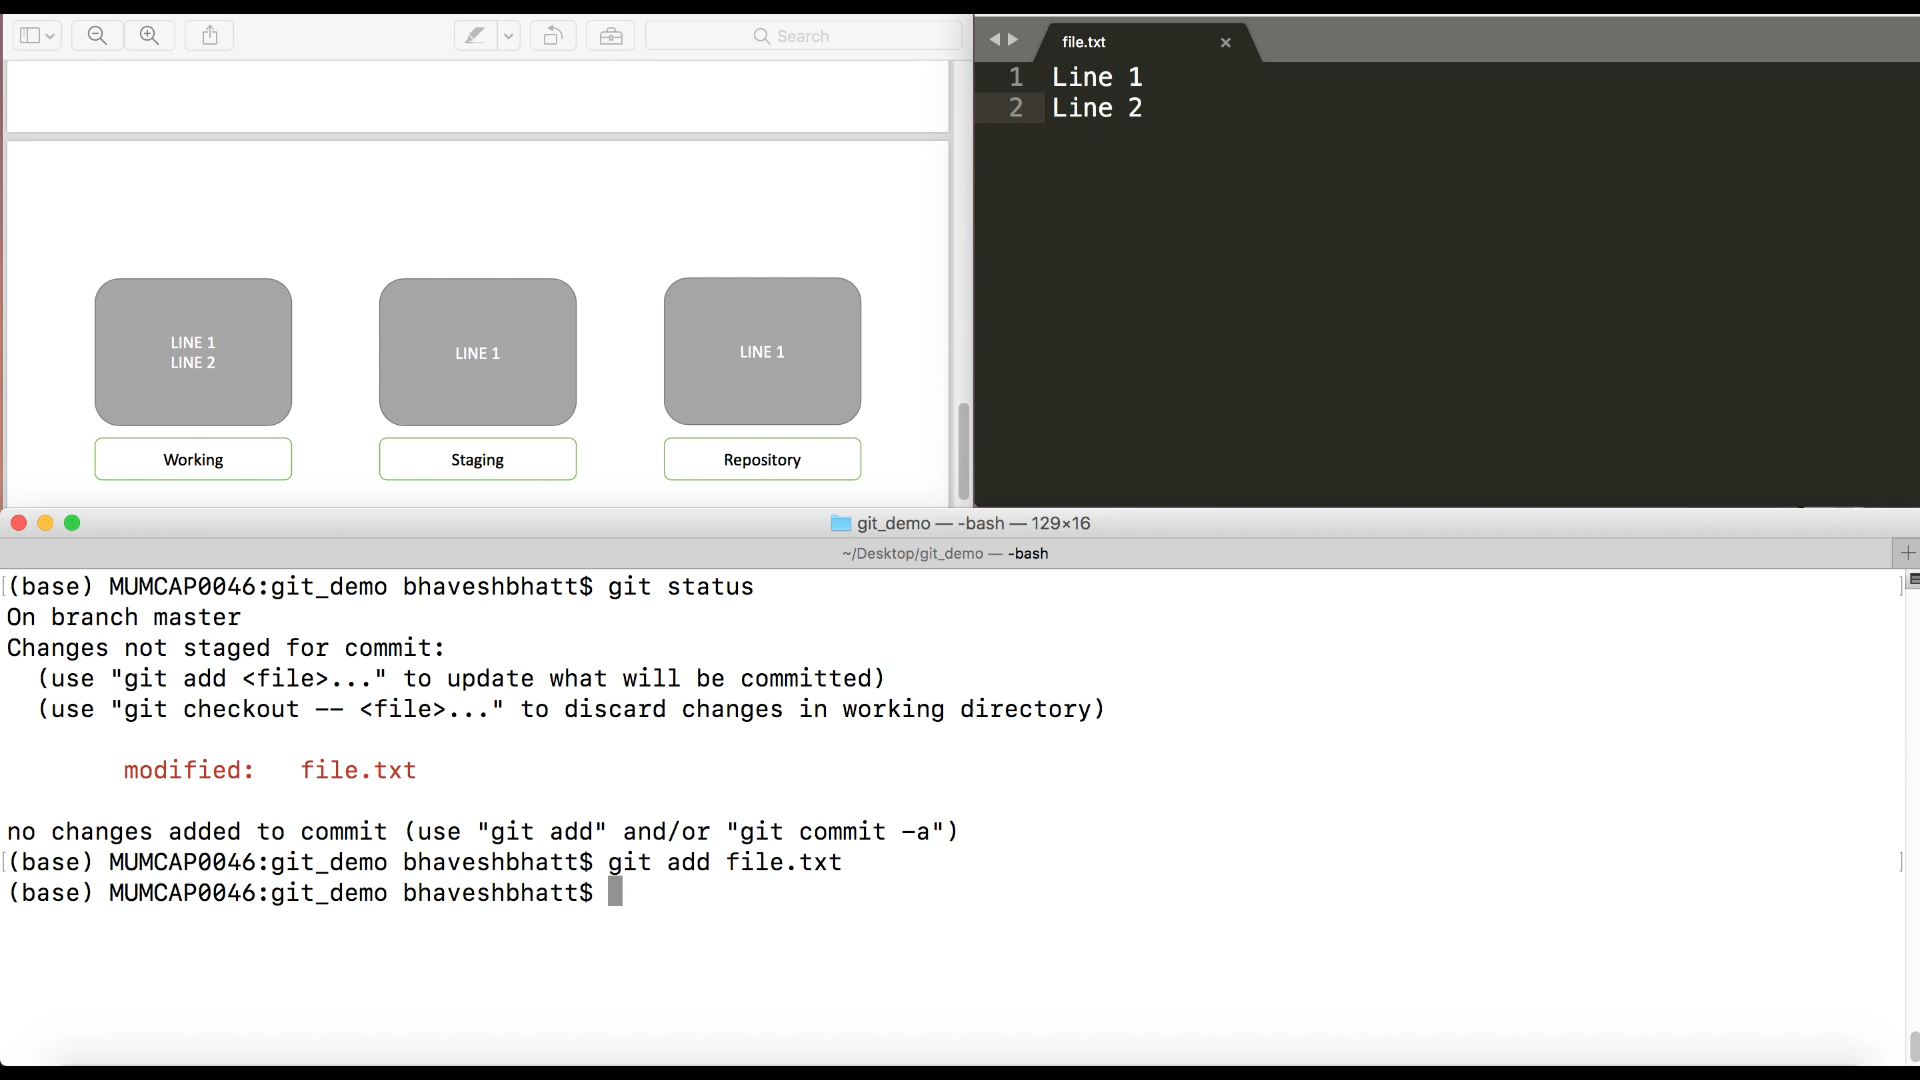 Search
LINE 1
LINE 2
LINE 1
LINE 1
Working
Staging
Repository
file.txt
1 Line 1
2 Line 2
git_demo — -bash — 129×16
~/Desktop/git_demo — -bash
(base) MUMCAP0046:git_demo bhaveshbhatt$ git status
On branch master
Changes not staged for commit:
  (use "git add <file>..." to update what will be committed)
  (use "git checkout -- <file>..." to discard changes in working directory)
        modified:   file.txt
no changes added to commit (use "git add" and/or "git commit -a")
(base) MUMCAP0046:git_demo bhaveshbhatt$ git add file.txt
(base) MUMCAP0046:git_demo bhaveshbhatt$